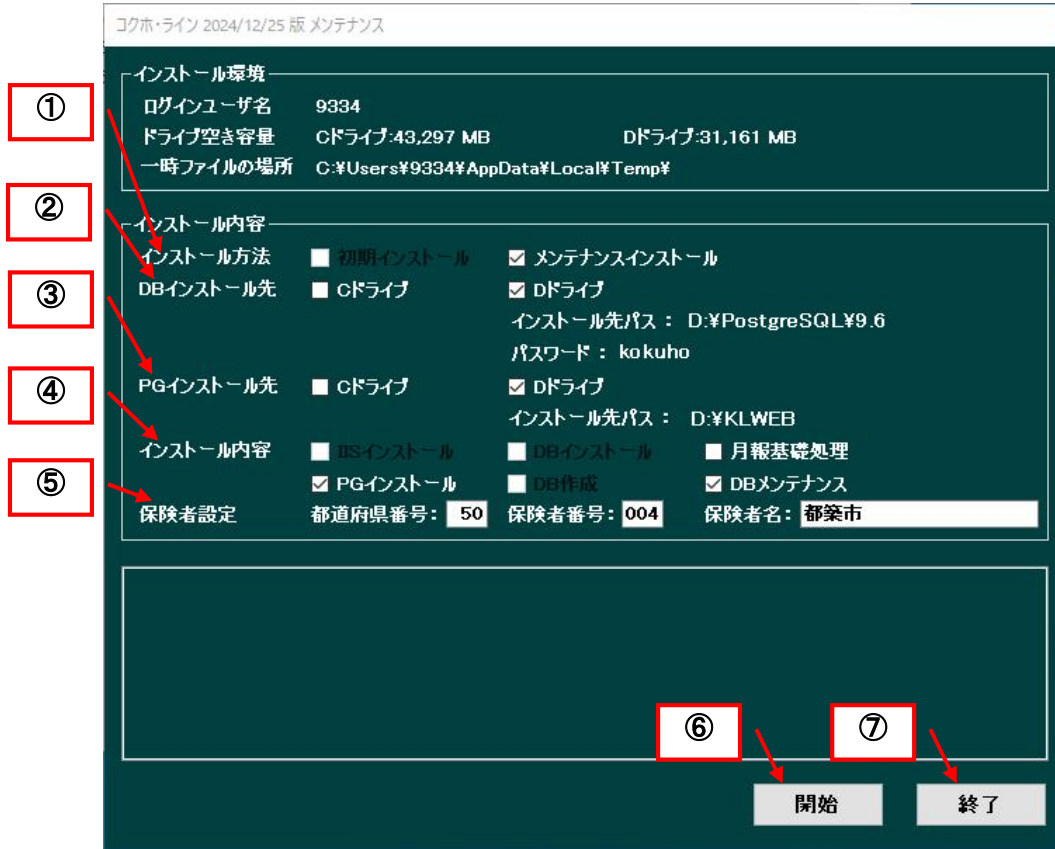 コクホ・ライン 2024/12/25 版 メンテナンス
インストール環境
① ログインユーザ名 9334
ドライブ空き容量 Cドライブ:43,297 MB Dドライブ:31,161 MB
一時ファイルの場所 C:¥Users¥9334¥AppData¥Local¥Temp¥
② インストール内容
インストール方法 初期インストール メンテナンスインストール
③ DBインストール先 Cドライブ Dドライブ
インストール先パス : D:¥PostgreSQL¥9.6
パスワード : kokuho
④ PGインストール先 Cドライブ Dドライブ
インストール先パス : D:¥KLWEB
インストール内容 IISインストール DBインストール 月報基礎処理
⑤ PGインストール DB作成 DBメンテナンス
保険者設定 都道府県番号: 50 保険者番号: 004 保険者名: 都築市
⑥ ⑦
開始 終了